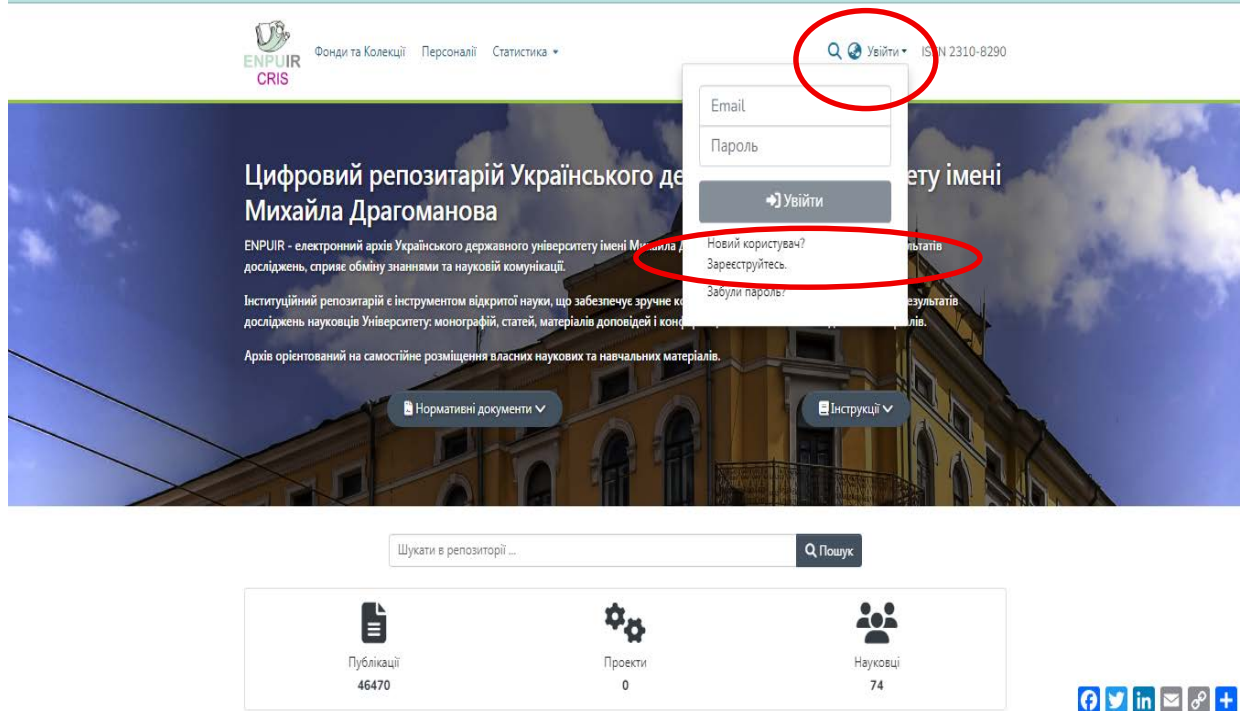 ENPUIR
CRIS
Фонди та Колекції Персоналії Статистика
Увійти
2310-8290
Email
Пароль
Увійти
Новий користувач?
Зареєструйтесь.
Забули пароль?
Цифровий репозитарій Українського де ету імені
Михайла Драгоманова
ENPUIR - електронний архів Українського державного університету імені льтатів
досліджень, сприяє обміну знаннями та науковій комунікації.
Інституційний репозитарій є інструментом відкритої науки, що забезпечує зручне
досліджень науковців Університету: монографій, статей, матеріалів доповідей і
Архів орієнтований на самостійне розміщення власних наукових та навчальних матеріалів.
Нормативні документи Інструкції
Шукати в репозиторії ... Пошук
Публікації Проекти Науковці
46470 0 74